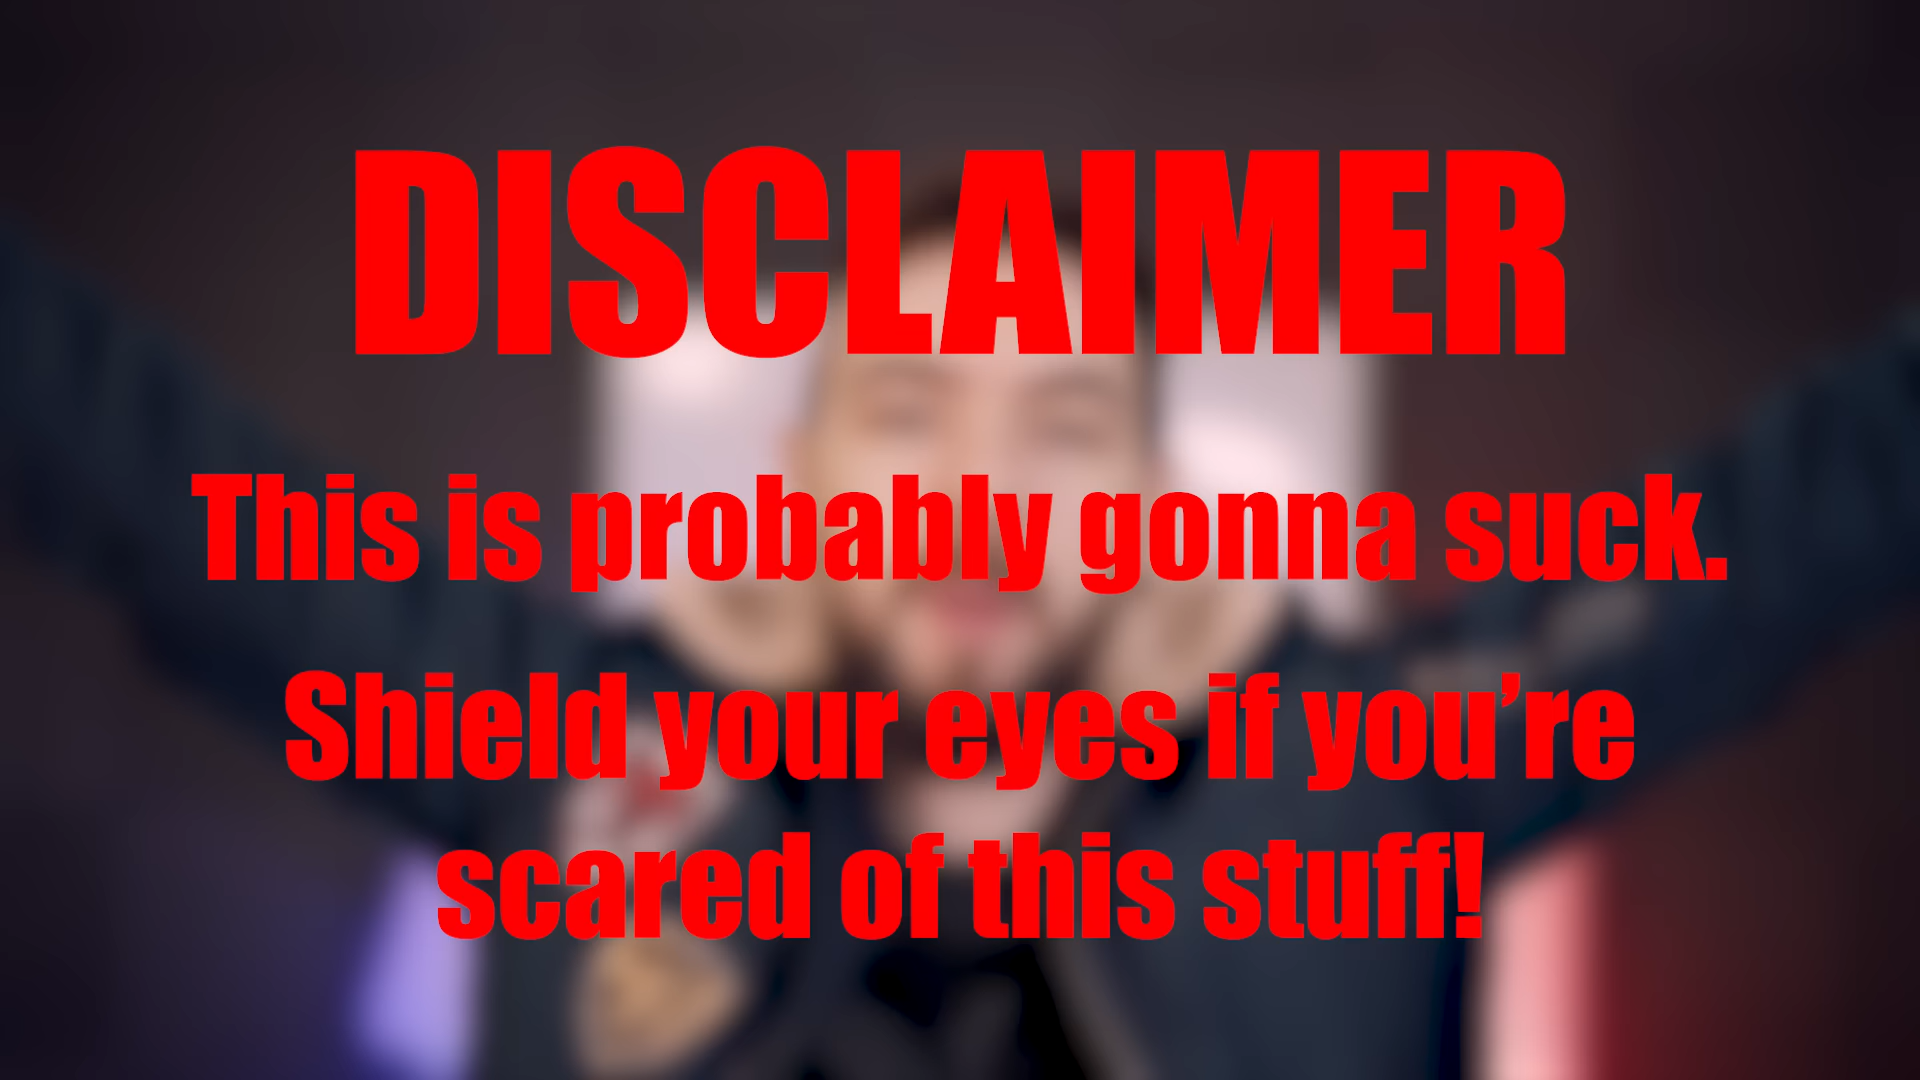 DISCLAIMER
This is probably gonna suck.
Shield your eyes if you’re
scared of this stuff!